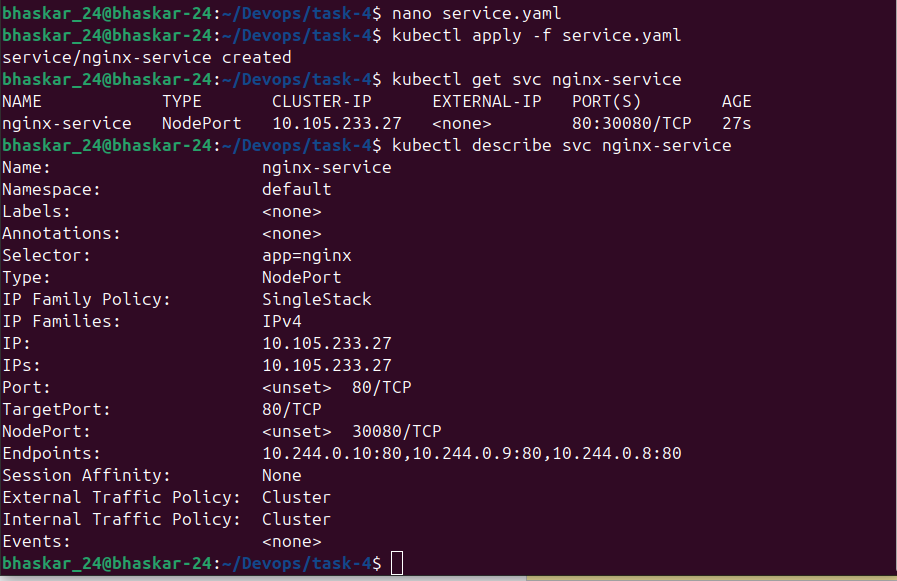 bhaskar_24@bhaskar-24:~/Devops/task-4$ nano service.yaml
bhaskar_24@bhaskar-24:~/Devops/task-4$ kubectl apply -f service.yaml
service/nginx-service created
bhaskar_24@bhaskar-24:~/Devops/task-4$ kubectl get svc nginx-service
NAME            TYPE       CLUSTER-IP      EXTERNAL-IP   PORT(S)        AGE
nginx-service   NodePort   10.105.233.27   <none>        80:30080/TCP   27s
bhaskar_24@bhaskar-24:~/Devops/task-4$ kubectl describe svc nginx-service
Name:                     nginx-service
Namespace:                default
Labels:                   <none>
Annotations:              <none>
Selector:                 app=nginx
Type:                     NodePort
IP Family Policy:         SingleStack
IP Families:              IPv4
IP:                       10.105.233.27
IPs:                      10.105.233.27
Port:                     <unset>  80/TCP
TargetPort:               80/TCP
NodePort:                 <unset>  30080/TCP
Endpoints:                10.244.0.10:80,10.244.0.9:80,10.244.0.8:80
Session Affinity:         None
External Traffic Policy:  Cluster
Internal Traffic Policy:  Cluster
Events:                   <none>
bhaskar_24@bhaskar-24:~/Devops/task-4$